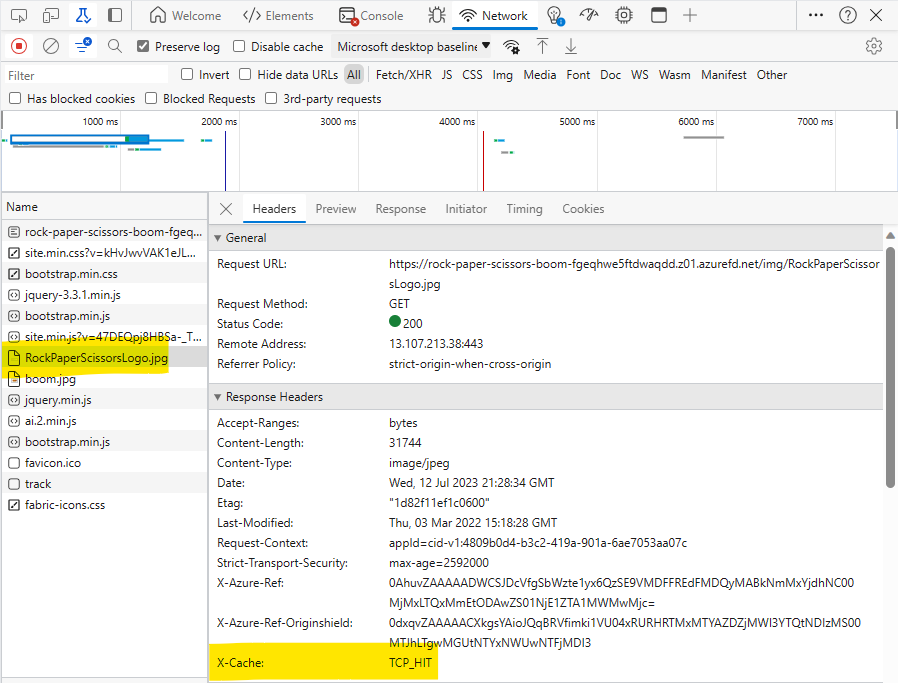 Welcome Elements Console Network
Preserve log Disable cache Microsoft desktop baseline
Filter Invert Hide data URLs All Fetch/XHR JS CSS Img Media Font Doc WS Wasm Manifest Other
Has blocked cookies Blocked Requests 3rd-party requests
1000 ms 2000 ms 3000 ms 4000 ms 5000 ms 6000 ms 7000 ms
Name
rock-paper-scissors-boom-fgeq...
site.min.css?v=kHvJwvVAK1eJL...
bootstrap.min.css
jquery-3.3.1.min.js
bootstrap.min.js
site.min.js?v=47DEQpj8HBSa-_T...
RockPaperScissorsLogo.jpg
boom.jpg
jquery.min.js
ai.2.min.js
bootstrap.min.js
favicon.ico
track
fabric-icons.css
Headers Preview Response Initiator Timing Cookies
General
Request URL: https://rock-paper-scissors-boom-fgeqhwe5ftdwaqdd.z01.azurefd.net/img/RockPaperScissor
sLogo.jpg
Request Method: GET
Status Code: 200
Remote Address: 13.107.213.38:443
Referrer Policy: strict-origin-when-cross-origin
Response Headers
Accept-Ranges: bytes
Content-Length: 31744
Content-Type: image/jpeg
Date: Wed, 12 Jul 2023 21:28:34 GMT
Etag: "1d82f11ef1c0600"
Last-Modified: Thu, 03 Mar 2022 15:18:28 GMT
Request-Context: appId=cid-v1:4809b0d4-b3c2-419a-901a-6ae7053aa07c
Strict-Transport-Security: max-age=2592000
X-Azure-Ref: 0AhuvZAAAAADWCSJDcVfgSbWzte1yx6QzSE9VMDFFREdFMDQyMABkNmMxYjdhNC00
MjMxLTQxMmEtODAwZS01NjE1ZTA1MWMwMjc=
X-Azure-Ref-Originshield: 0dxqvZAAAAACXkgsYAioJQqBRVfimki1VU04xRURHRTMxMTYAZDZjMWI3YTQtNDIzMS00
MTJhLTgwMGUtNTYxNWUwNTFjMDI3
X-Cache: TCP_HIT